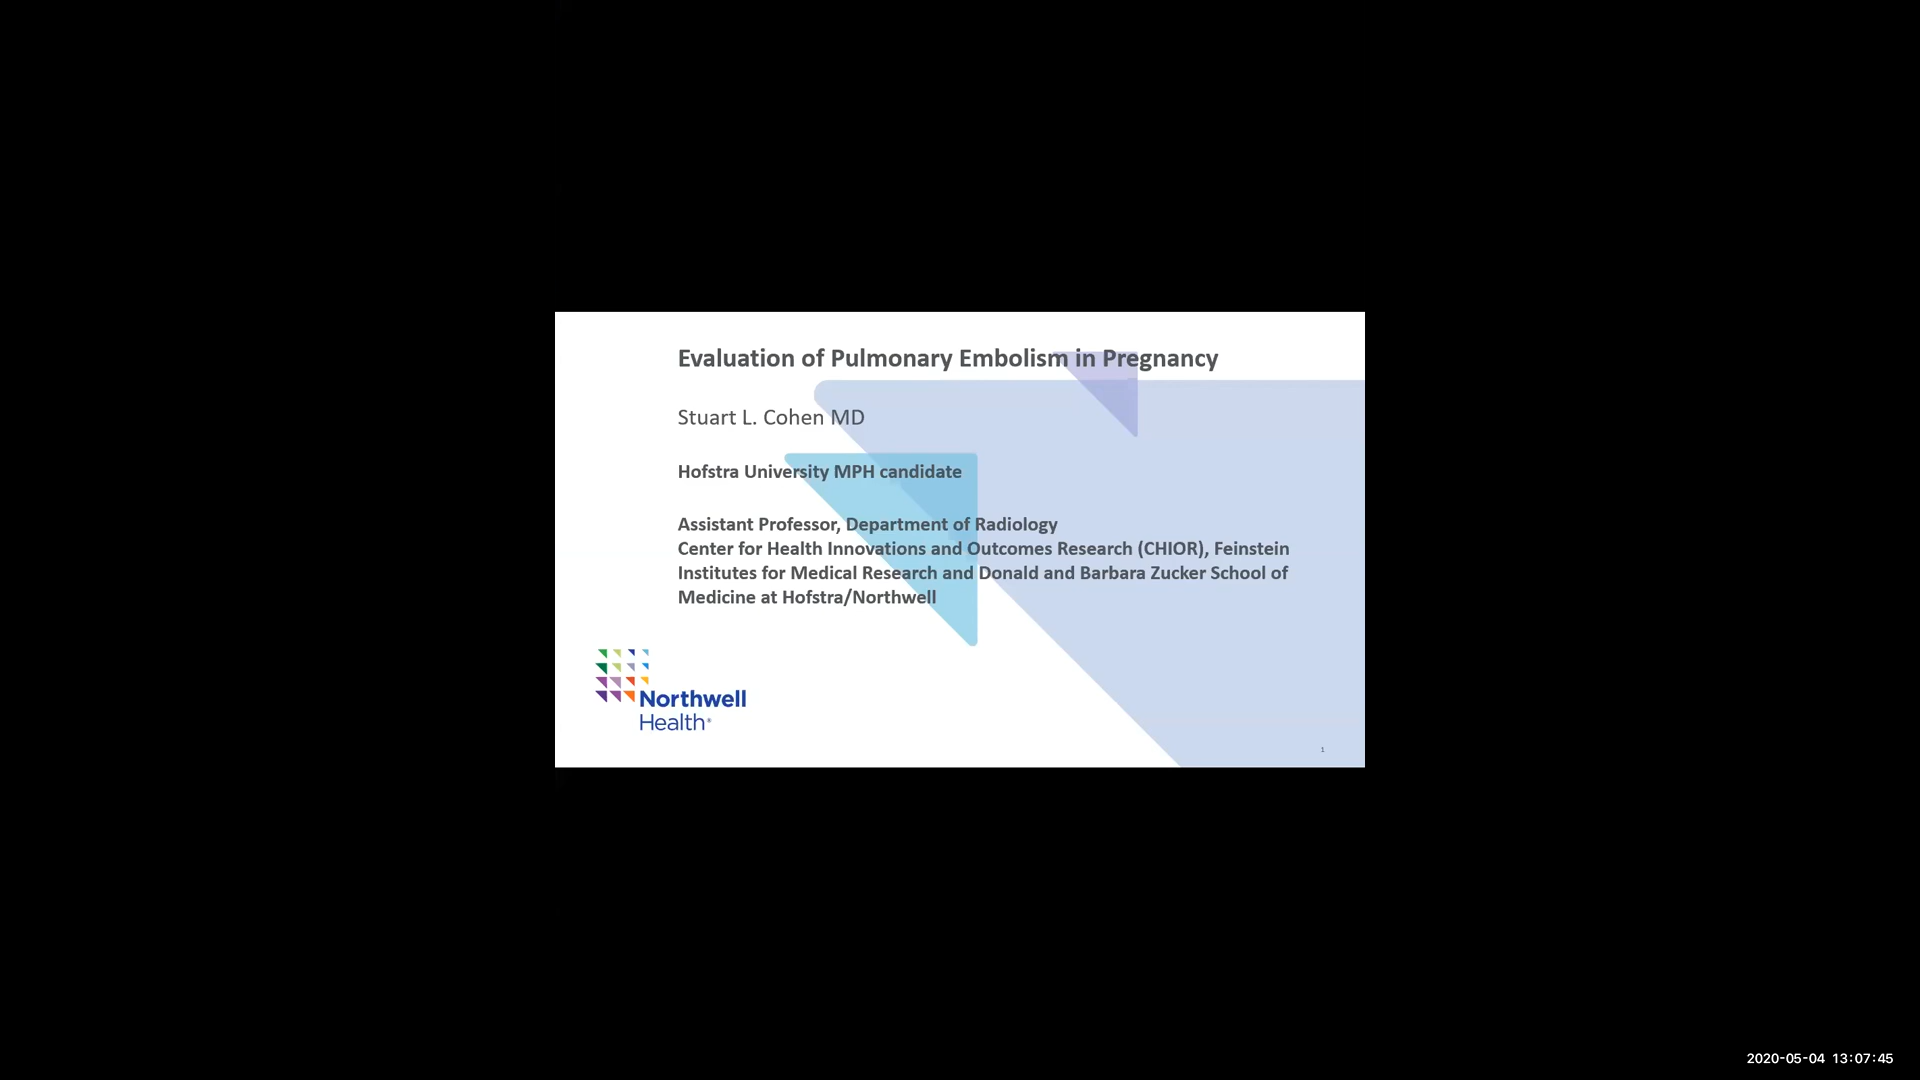 Evaluation of Pulmonary Embolism in Pregnancy
Stuart L. Cohen MD
Hofstra University MPH candidate
Assistant Professor, Department of Radiology
Center for Health Innovations and Outcomes Research (CHIOR), Feinstein
Institutes for Medical Research and Donald and Barbara Zucker School of
Medicine at Hofstra/Northwell
Northwell
Health®
1
2020-05-04 13:07:45